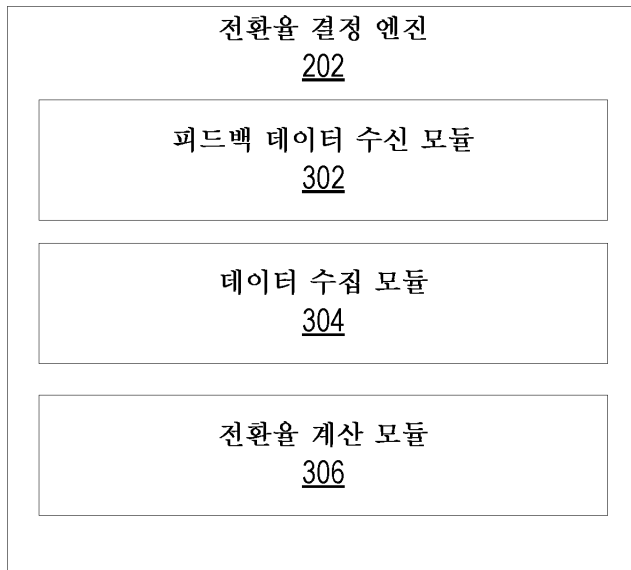 전환율 결정 엔진
202
피드백 데이터 수신 모듈
302
데이터 수집 모듈
304
전환율 계산 모듈
306